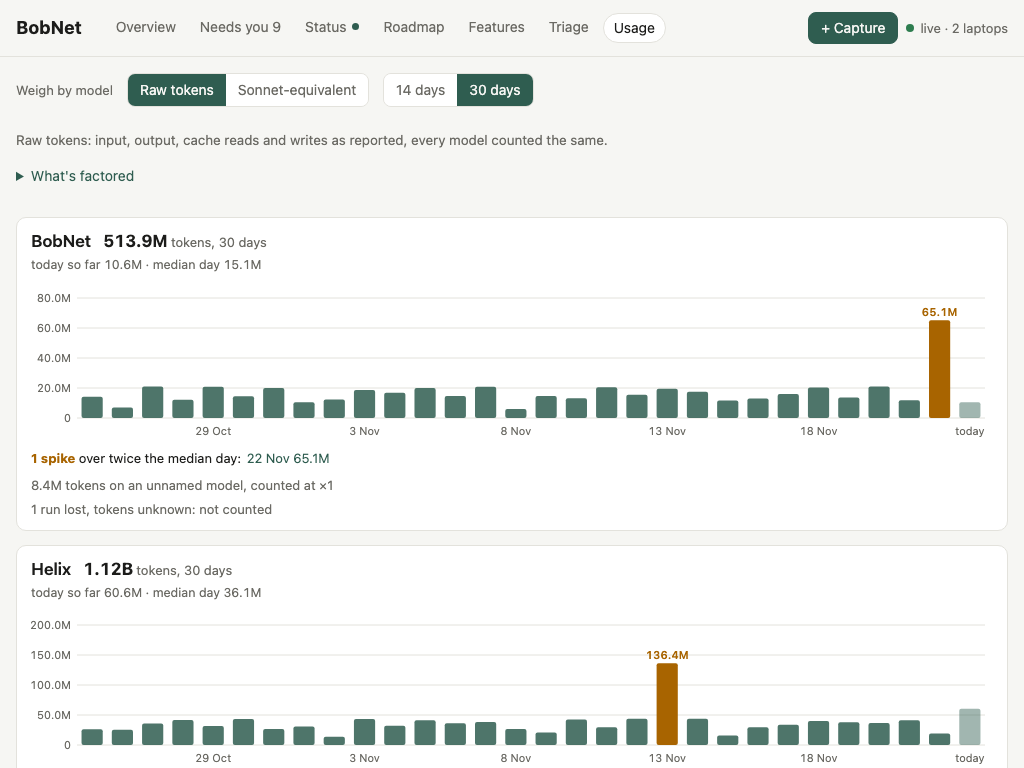 BobNet Overview Needs you 9 Status Roadmap Features Triage Usage + Capture live · 2 laptops
Weigh by model Raw tokens Sonnet-equivalent 14 days 30 days
Raw tokens: input, output, cache reads and writes as reported, every model counted the same.
What's factored
BobNet 513.9M tokens, 30 days
today so far 10.6M · median day 15.1M
80.0M
65.1M
60.0M
40.0M
20.0M
0
29 Oct 3 Nov 8 Nov 13 Nov 18 Nov today
1 spike over twice the median day: 22 Nov 65.1M
8.4M tokens on an unnamed model, counted at ×1
1 run lost, tokens unknown: not counted
Helix 1.12B tokens, 30 days
today so far 60.6M · median day 36.1M
200.0M
150.0M 136.4M
100.0M
50.0M
0
29 Oct 3 Nov 8 Nov 13 Nov 18 Nov today